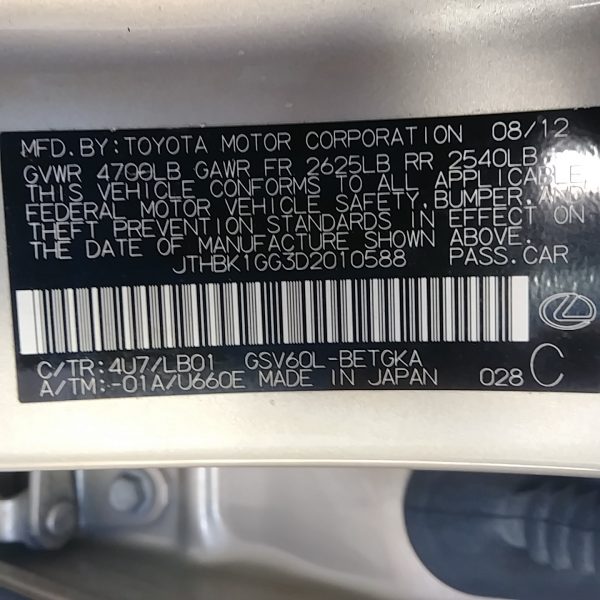 MFD.BY:TOYOTA MOTOR CORPORATION 08/12
GVWR 4700LB GAWR FR 2625LB RR 2540LB
THIS VEHICLE CONFORMS TO ALL APPLICABLE
FEDERAL MOTOR VEHICLE SAFETY,BUMPER,AND
THEFT PREVENTION STANDARDS IN EFFECT ON
THE DATE OF MANUFACTURE SHOWN ABOVE.
JTHBK1GG3D2010588 PASS.CAR
C/TR:4U7/LB01 GSV60L-BETGKA
A/TM:-01A/U660E MADE IN JAPAN 028 C